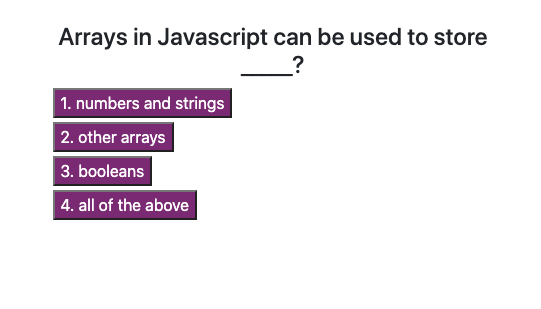 Arrays in Javascript can be used to store
_____?
1. numbers and strings
2. other arrays
3. booleans
4. all of the above